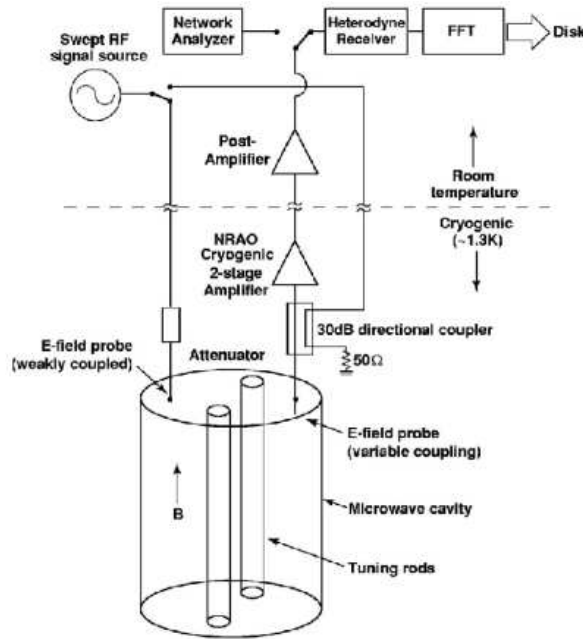 Network
Analyzer
Heterodyne
Receiver
FFT
Disk
Swept RF
signal source
Post-
Amplifier
Room
temperature
Cryogenic
(~1.3K)
NRAO
Cryogenic
2-stage
Amplifier
30dB directional coupler
50Ω
E-field probe
(weakly coupled)
Attenuator
E-field probe
(variable coupling)
B
Microwave cavity
Tuning rods